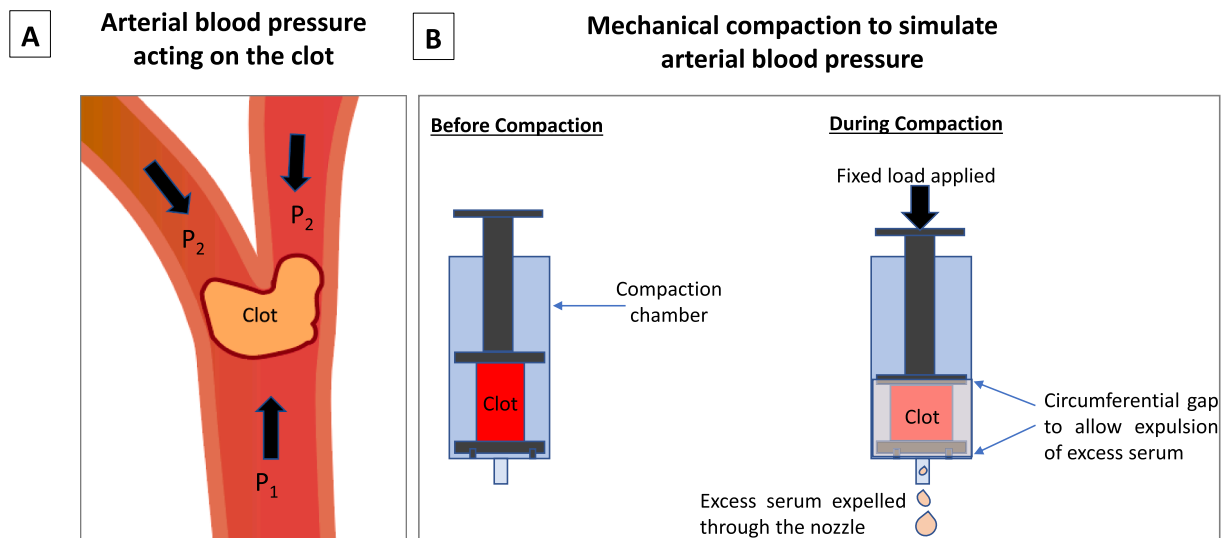 A
Arterial blood pressure
acting on the clot
P2
P2
Clot
P1
B
Mechanical compaction to simulate
arterial blood pressure
Before Compaction
Compaction
chamber
Clot
During Compaction
Fixed load applied
Clot
Circumferential gap
to allow expulsion
of excess serum
Excess serum expelled
through the nozzle